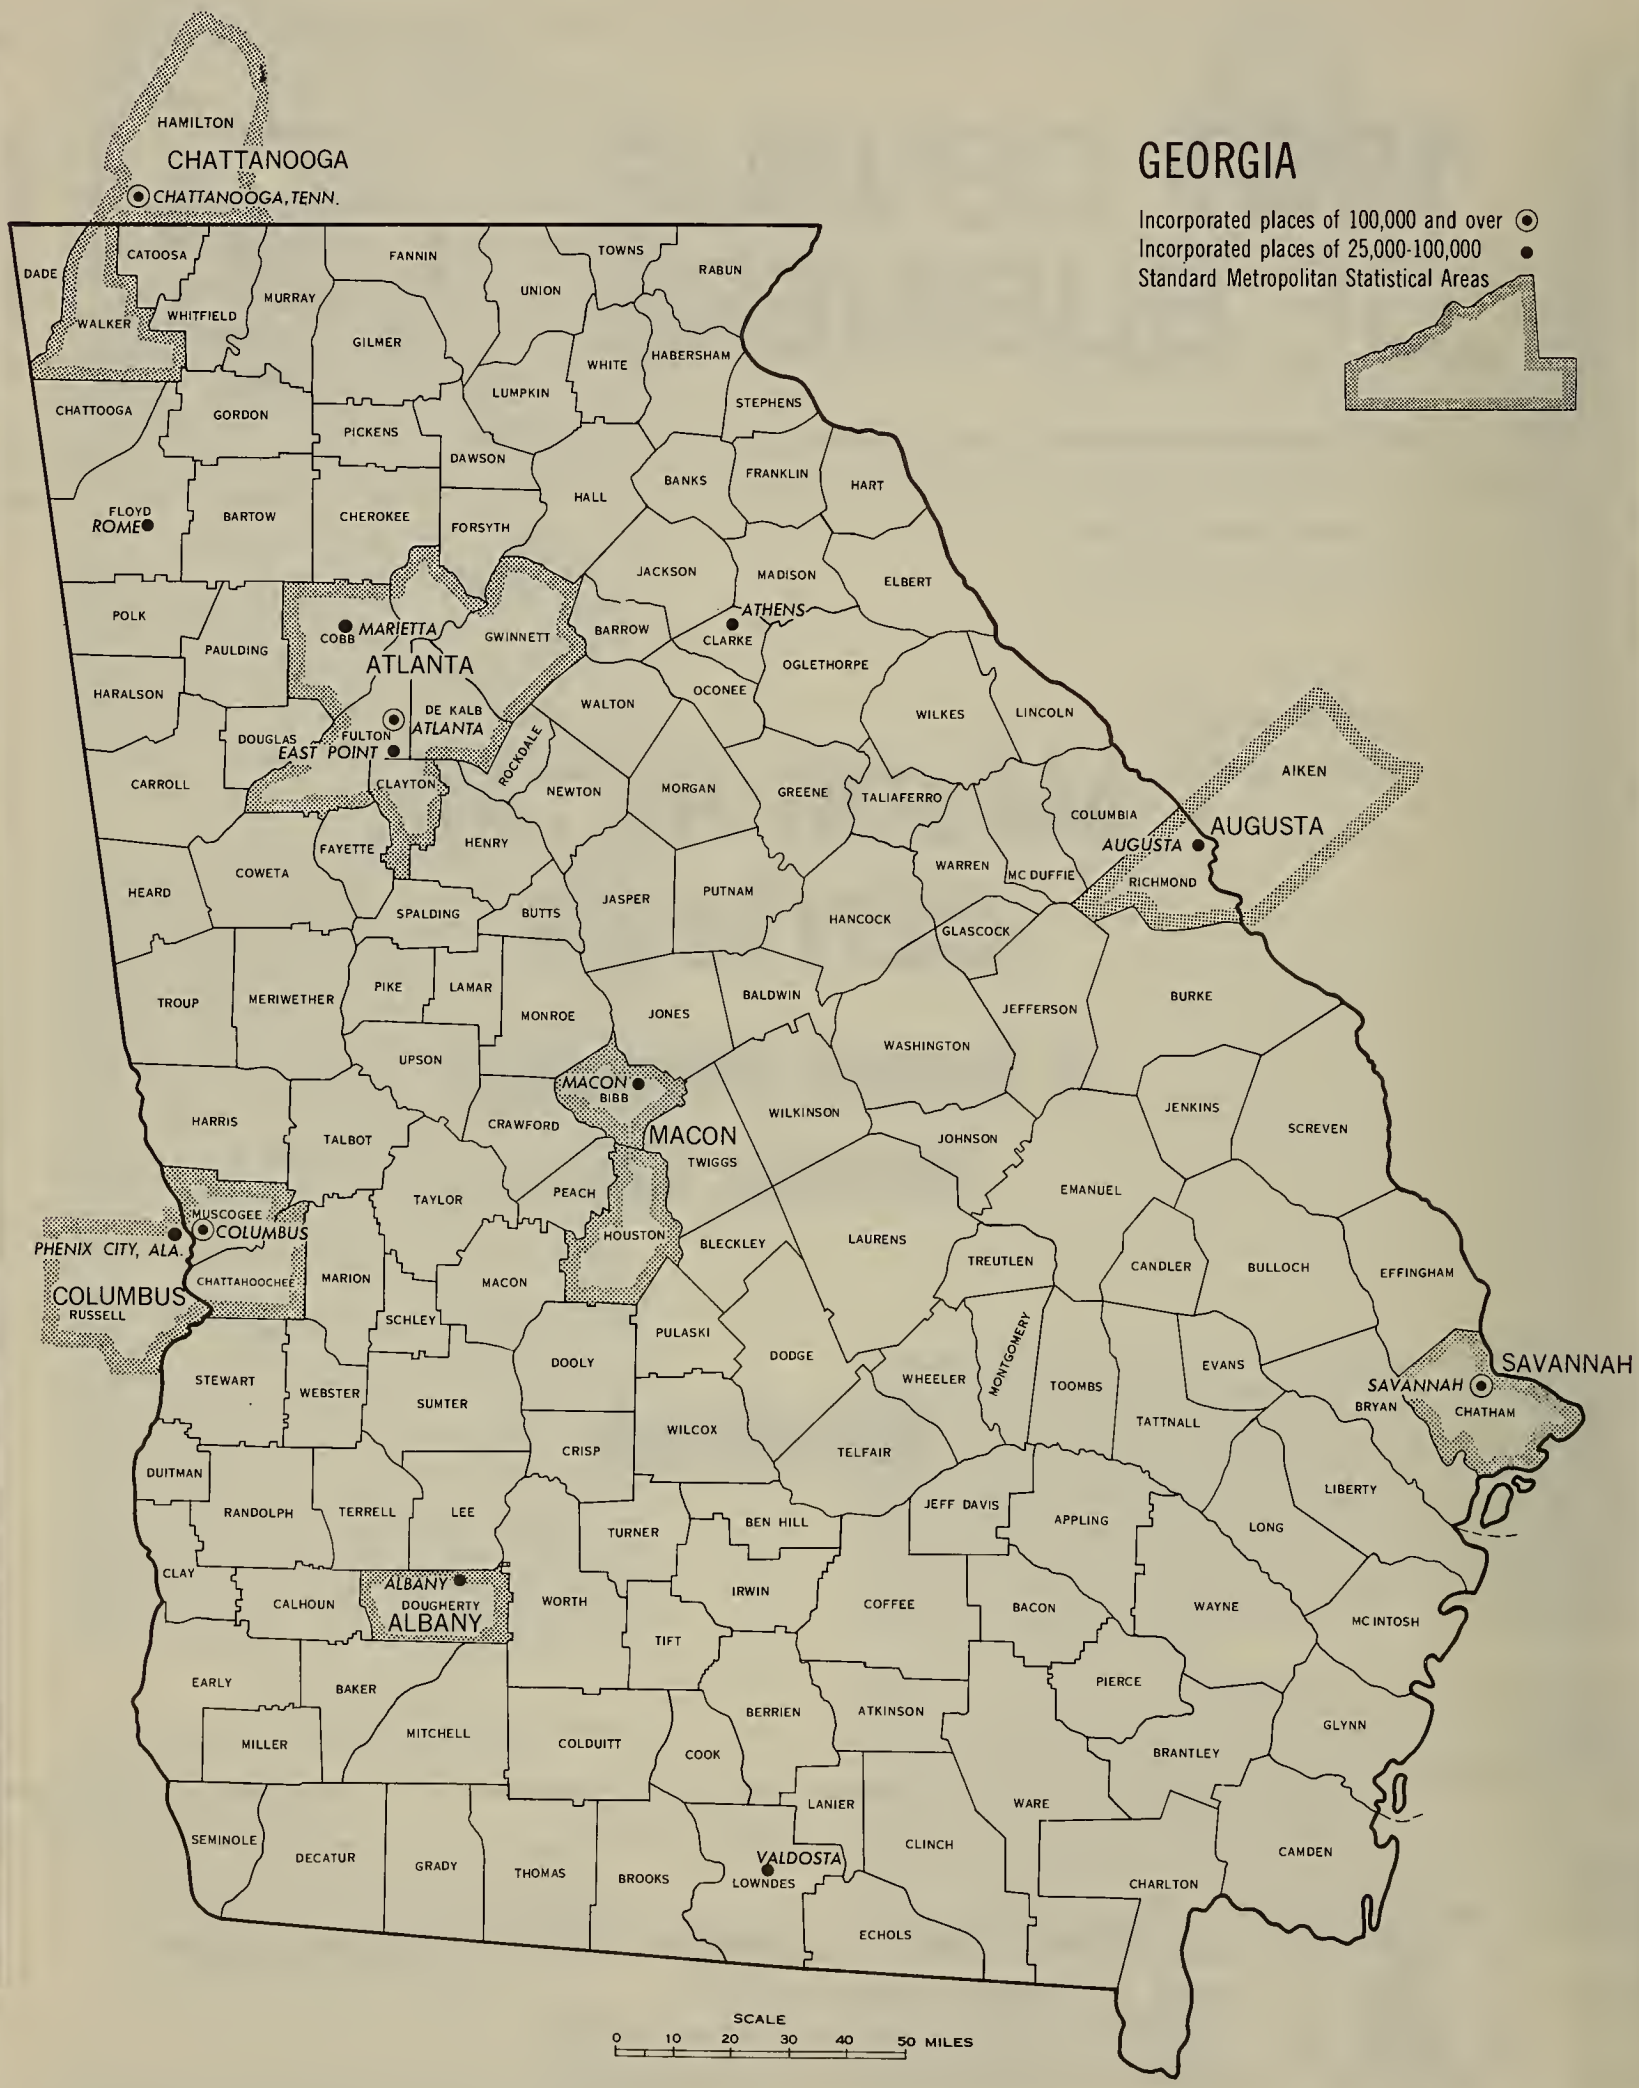 HAMILTON
CHATTANOOGA
CHATTANOOGA, TENN.
GEORGIA
Incorporated places of 100,000 and over
Incorporated places of 25,000-100,000
Standard Metropolitan Statistical Areas
DADE
CATOOSA
FANNIN
TOWNS
RABUN
UNION
MURRAY
WHITFIELD
WALKER
GILMER
WHITE
HABERSHAM
LUMPKIN
STEPHENS
CHATTOOGA
GORDON
PICKENS
DAWSON
HALL
BANKS
FRANKLIN
HART
FLOYD
ROME
BARTOW
CHEROKEE
FORSYTH
JACKSON
MADISON
ELBERT
POLK
PAULDING
COBB
MARIETTA
GWINNETT
BARROW
ATHENS
CLARKE
OGLETHORPE
ATLANTA
HARALSON
OCONEE
WALTON
WILKES
LINCOLN
DOUGLAS
FULTON
DE KALB
ATLANTA
EAST POINT
ROCKDALE
CARROLL
CLAYTON
NEWTON
MORGAN
GREENE
TALIAFERRO
COLUMBIA
AIKEN
AUGUSTA
AUGUSTA
RICHMOND
HENRY
FAYETTE
COWETA
HEARD
SPALDING
BUTTS
JASPER
PUTNAM
HANCOCK
WARREN
MC DUFFIE
GLASCOCK
TROUP
MERIWETHER
PIKE
LAMAR
MONROE
JONES
BALDWIN
JEFFERSON
BURKE
UPSON
WASHINGTON
MACON
BIBB
MACON
TWIGGS
WILKINSON
JENKINS
SCREVEN
HARRIS
TALBOT
CRAWFORD
JOHNSON
TAYLOR
PEACH
EMANUEL
MUSCOGEE
COLUMBUS
PHENIX CITY, ALA.
HOUSTON
BLECKLEY
LAURENS
TREUTLEN
CANDLER
BULLOCH
EFFINGHAM
CHATTAHOOCHEE
MARION
MACON
COLUMBUS
RUSSELL
SCHLEY
PULASKI
DODGE
MONTGOMERY
DOOLY
STEWART
WEBSTER
SUMTER
WHEELER
TOOMBS
EVANS
SAVANNAH
SAVANNAH
BRYAN
CHATHAM
TATTNALL
WILCOX
CRISP
TELFAIR
DUITMAN
RANDOLPH
TERRELL
LEE
TURNER
BEN HILL
JEFF DAVIS
APPLING
LONG
LIBERTY
CLAY
CALHOUN
ALBANY
DOUGHERTY
ALBANY
WORTH
IRWIN
COFFEE
BACON
WAYNE
MC INTOSH
TIFT
EARLY
BAKER
PIERCE
BERRIEN
ATKINSON
GLYNN
MILLER
MITCHELL
COLDUITT
COOK
BRANTLEY
LANIER
WARE
SEMINOLE
DECATUR
GRADY
THOMAS
BROOKS
VALDOSTA
LOWNDES
CLINCH
CHARLTON
CAMDEN
ECHOLS
SCALE
0 10 20 30 40 50 MILES